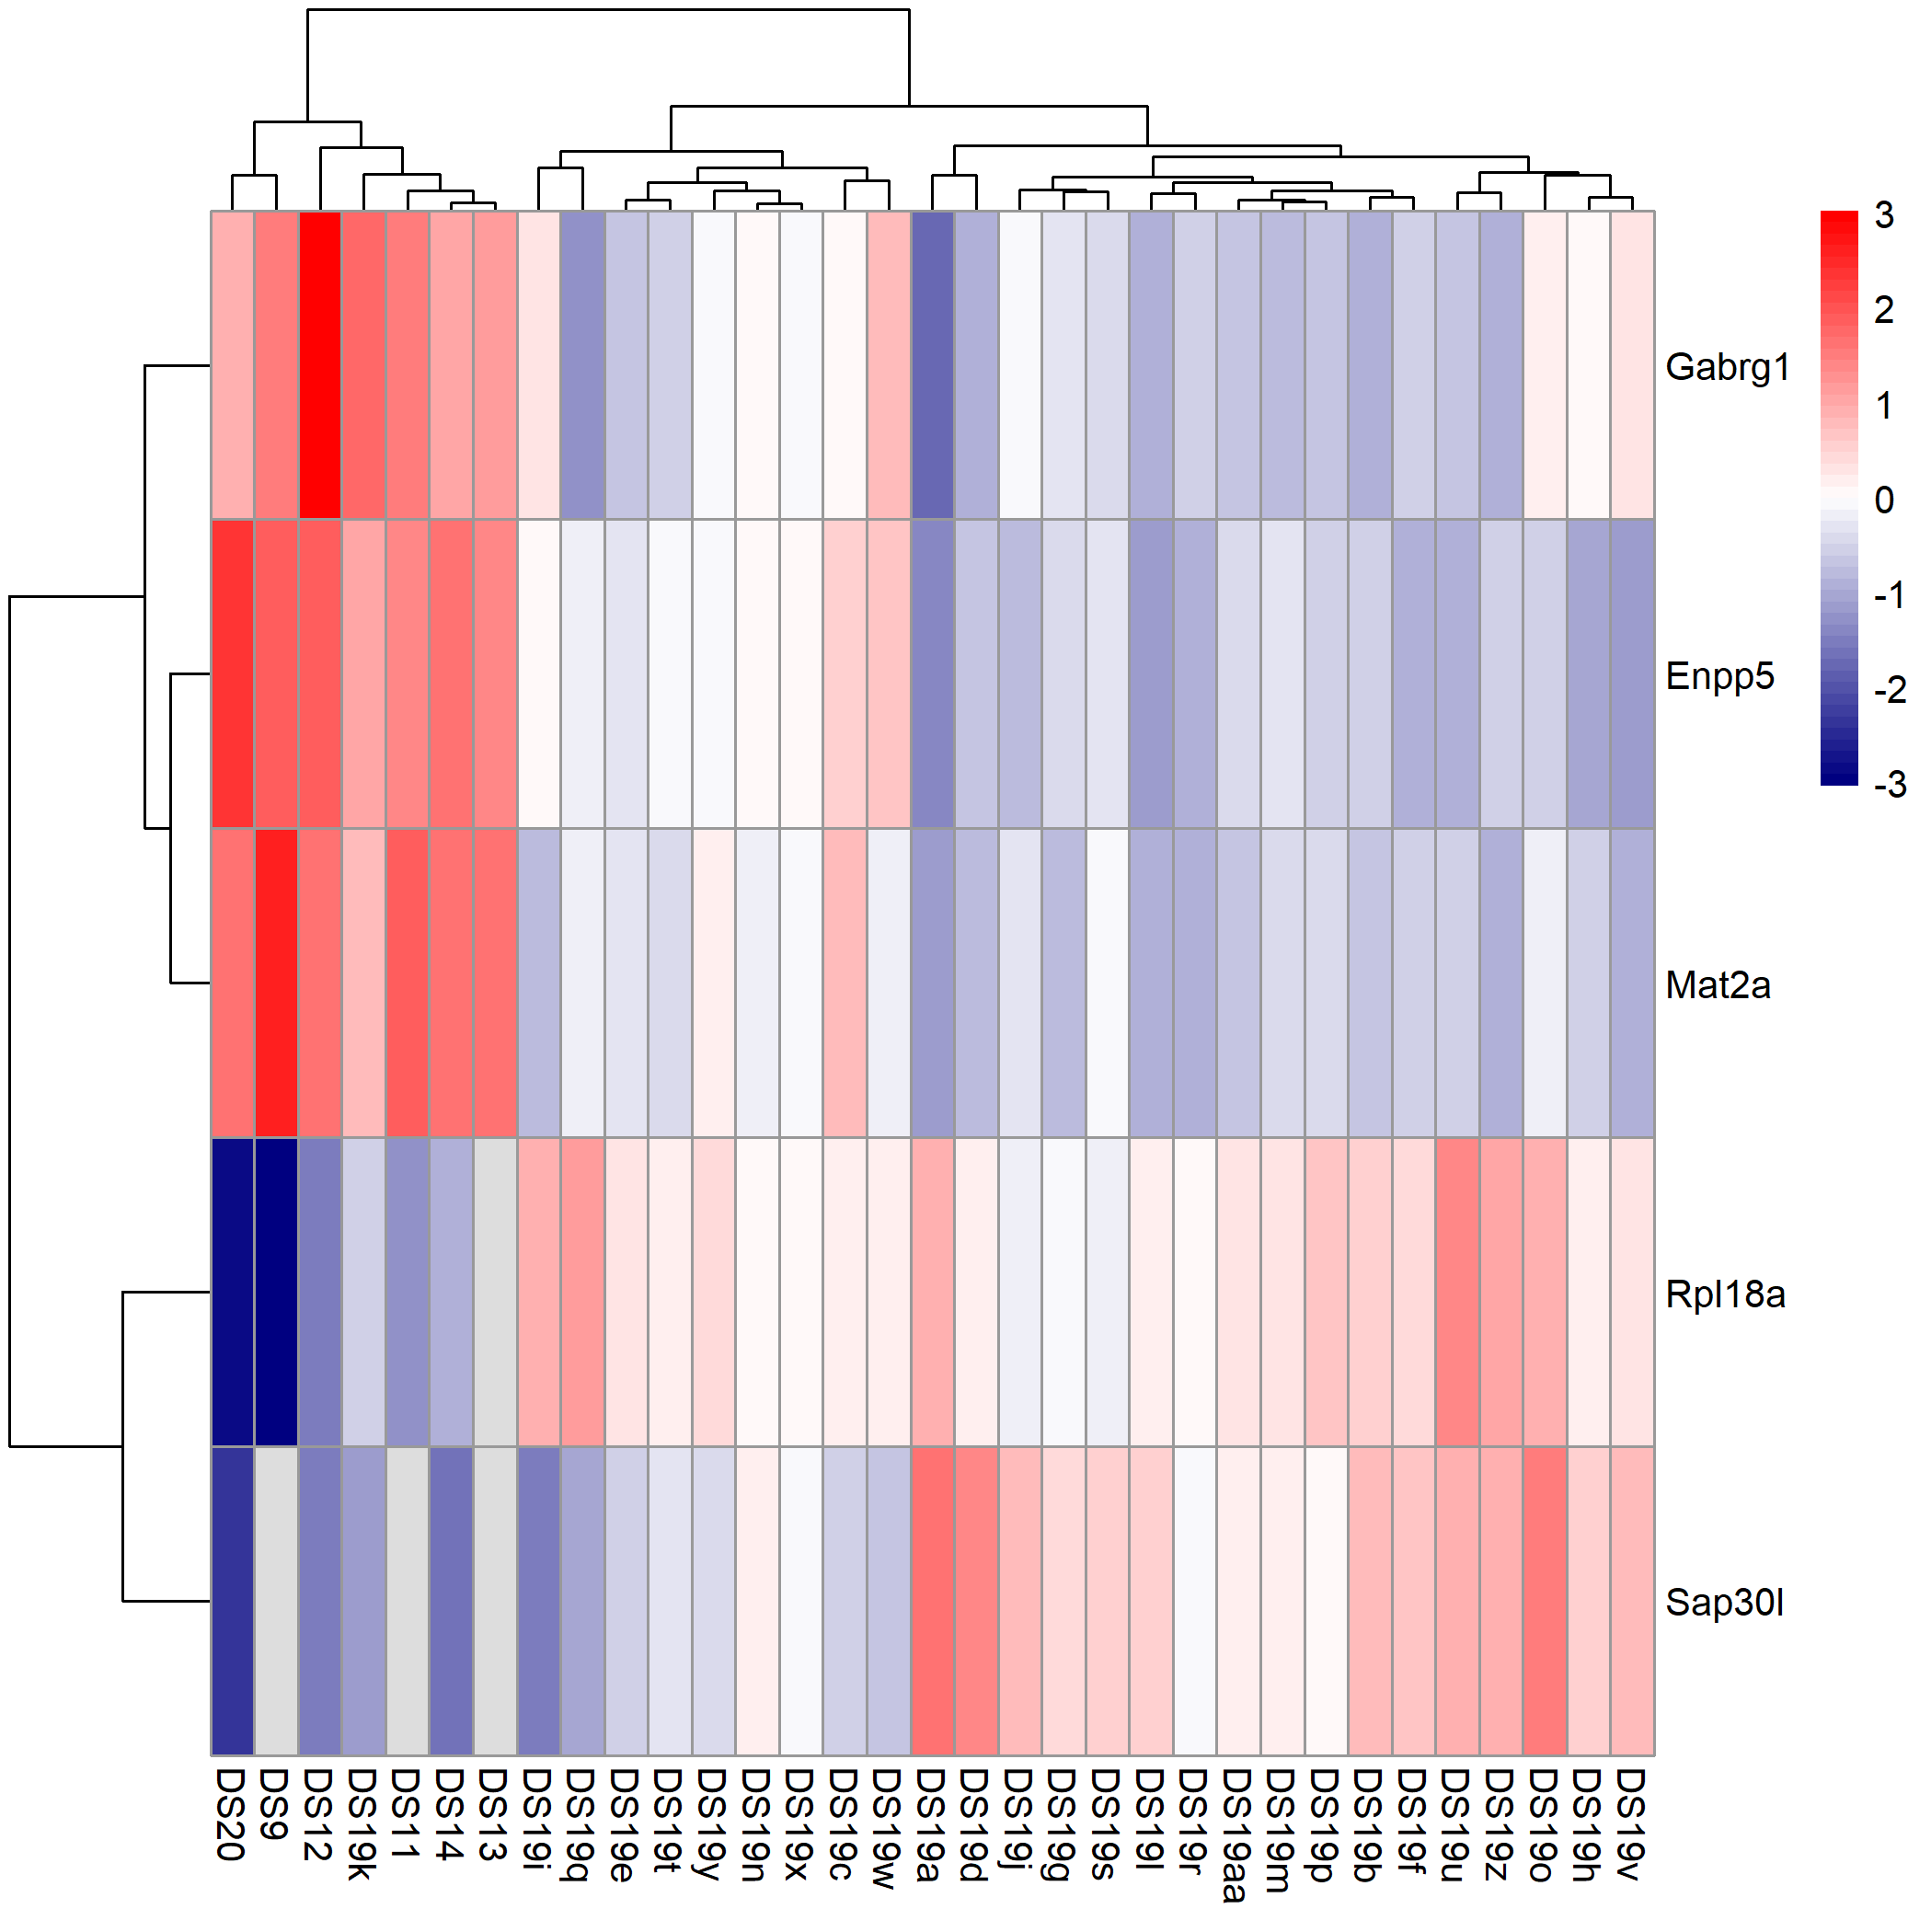 3
2
1
0
-1
-2
-3
Gabrg1
Enpp5
Mat2a
Rpl18a
Sap30l
DS20
DS9
DS12
DS19k
DS11
DS14
DS13
DS19i
DS19q
DS19e
DS19t
DS19y
DS19n
DS19x
DS19c
DS19w
DS19a
DS19d
DS19j
DS19g
DS19s
DS19l
DS19r
DS19aa
DS19m
DS19p
DS19b
DS19f
DS19u
DS19z
DS19o
DS19h
DS19v